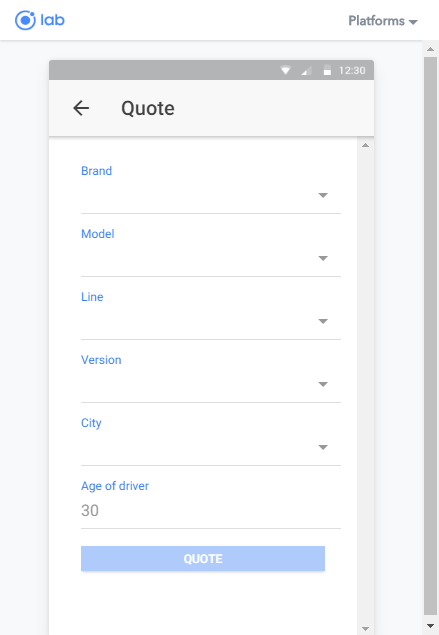 lab
Platforms
12:30
Quote
Brand
Model
Line
Version
City
Age of driver
30
QUOTE